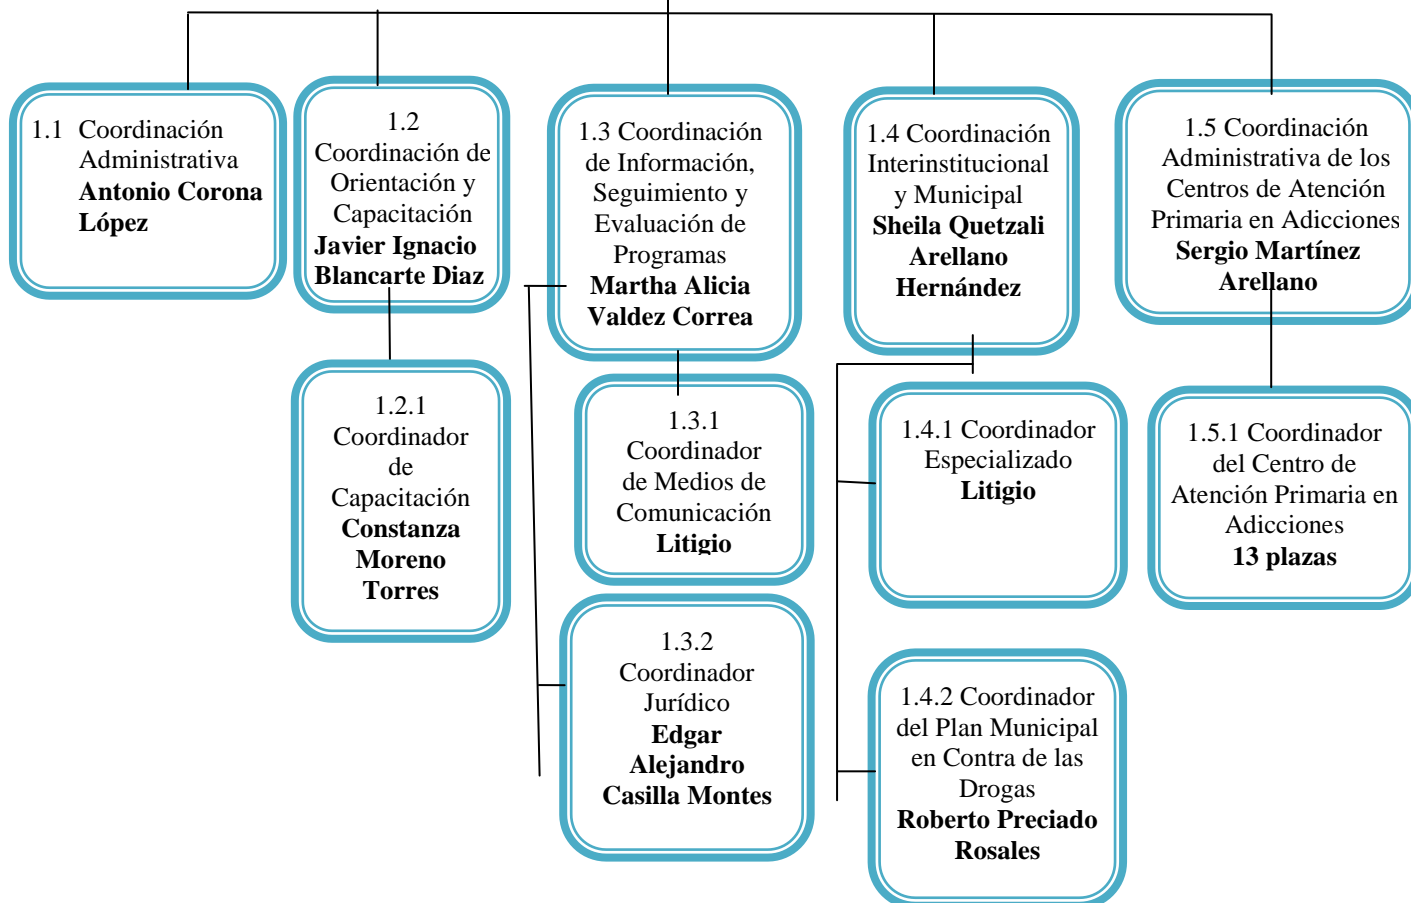 1.1 Coordinación
Administrativa
Antonio Corona
López
1.2
Coordinación de
Orientación y
Capacitación
Javier Ignacio
Blancarte Diaz
1.3 Coordinación
de Información,
Seguimiento y
Evaluación de
Programas
Martha Alicia
Valdez Correa
1.4 Coordinación
Interinstitucional
y Municipal
Sheila Quetzali
Arellano
Hernández
1.5 Coordinación
Administrativa de los
Centros de Atención
Primaria en Adicciones
Sergio Martínez
Arellano
1.2.1
Coordinador
de
Capacitación
Constanza
Moreno
Torres
1.3.1
Coordinador
de Medios de
Comunicación
Litigio
1.4.1 Coordinador
Especializado
Litigio
1.5.1 Coordinador
del Centro de
Atención Primaria en
Adicciones
13 plazas
1.3.2
Coordinador
Jurídico
Edgar
Alejandro
Casilla Montes
1.4.2 Coordinador
del Plan Municipal
en Contra de las
Drogas
Roberto Preciado
Rosales